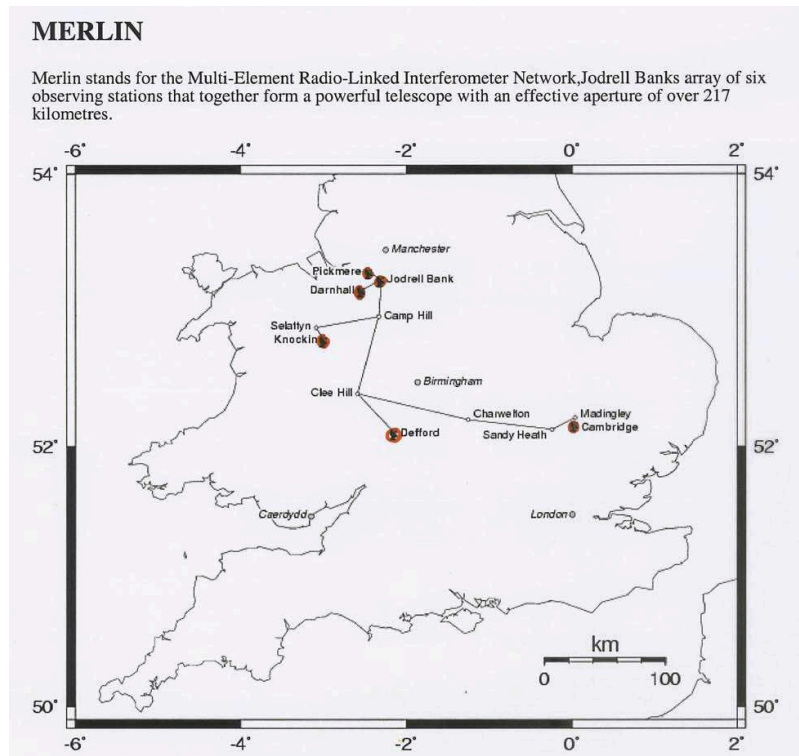 MERLIN
Merlin stands for the Multi-Element Radio-Linked Interferometer Network,Jodrell Banks array of six
observing stations that together form a powerful telescope with an effective aperture of over 217
kilometres.
-6° -4° -2° 0° 2°
54° 54°
Manchester
Pickmere
Jodrell Bank
Darnhall
Camp Hill
Selattyn
Knockin
Birmingham
Clee Hill
Charwelton
Madingley
Sandy Heath
Cambridge
Defford
52° 52°
Caerdydd
London
km
0 100
50° 50°
-6° -4° -2° 0° 2°